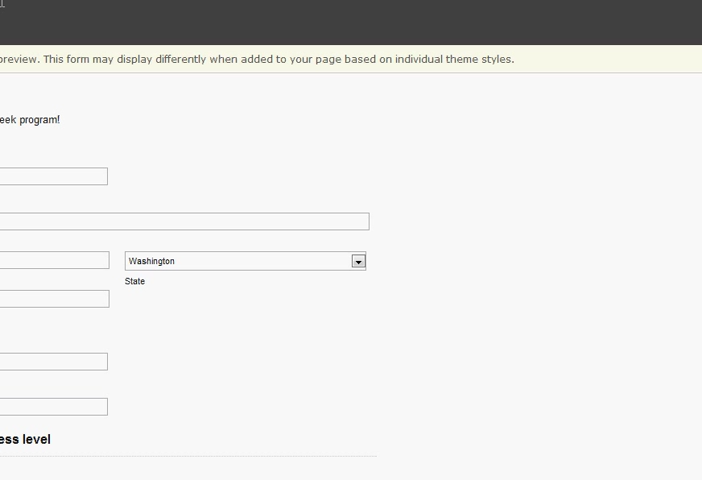 preview. This form may display differently when added to your page based on individual theme styles.
eek program!
Washington
State
ess level